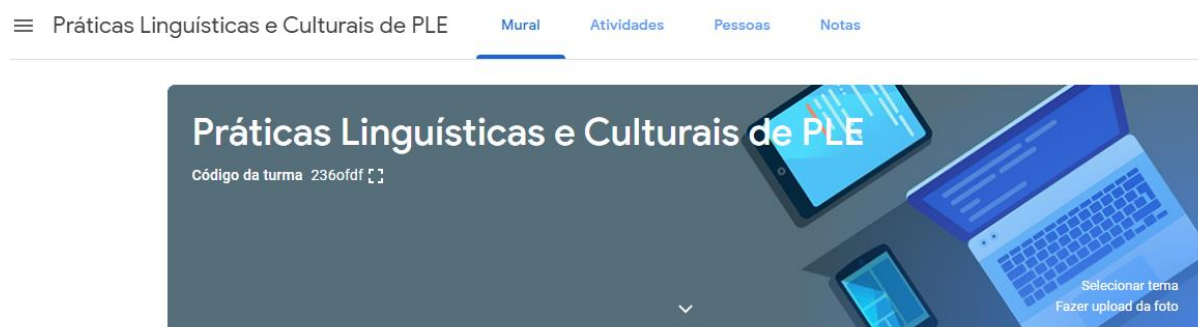 Práticas Linguísticas e Culturais de PLE Mural Atividades Pessoas Notas
Práticas Linguísticas e Culturais de PLE
Código da turma 236ofdf
Selecionar tema
Fazer upload da foto